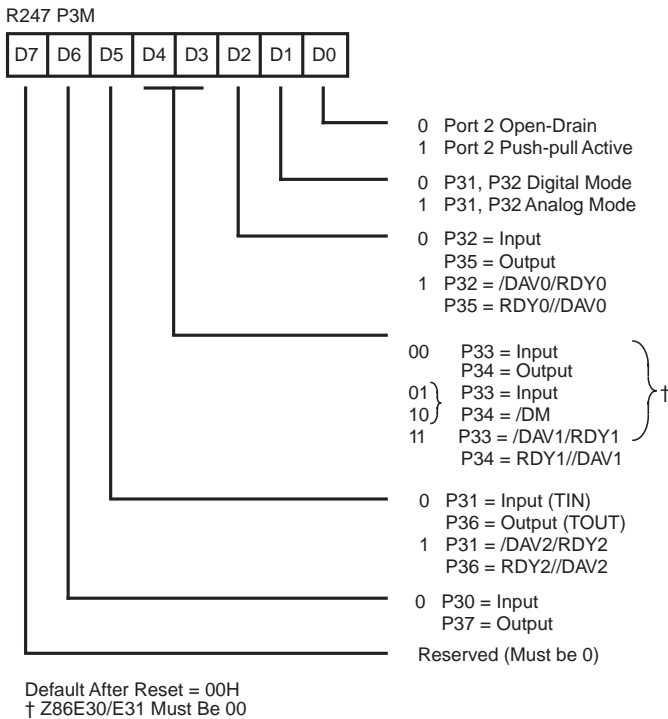 R247 P3M
D7 D6 D5 D4 D3 D2 D1 D0
0 Port 2 Open-Drain
1 Port 2 Push-pull Active
0 P31, P32 Digital Mode
1 P31, P32 Analog Mode
0 P32 = Input
P35 = Output
1 P32 = /DAV0/RDY0
P35 = RDY0//DAV0
00 P33 = Input
P34 = Output
01 P33 = Input
10 P34 = /DM
†
11 P33 = /DAV1/RDY1
P34 = RDY1//DAV1
0 P31 = Input (TIN)
P36 = Output (TOUT)
1 P31 = /DAV2/RDY2
P36 = RDY2//DAV2
0 P30 = Input
P37 = Output
Reserved (Must be 0)
Default After Reset = 00H
† Z86E30/E31 Must Be 00